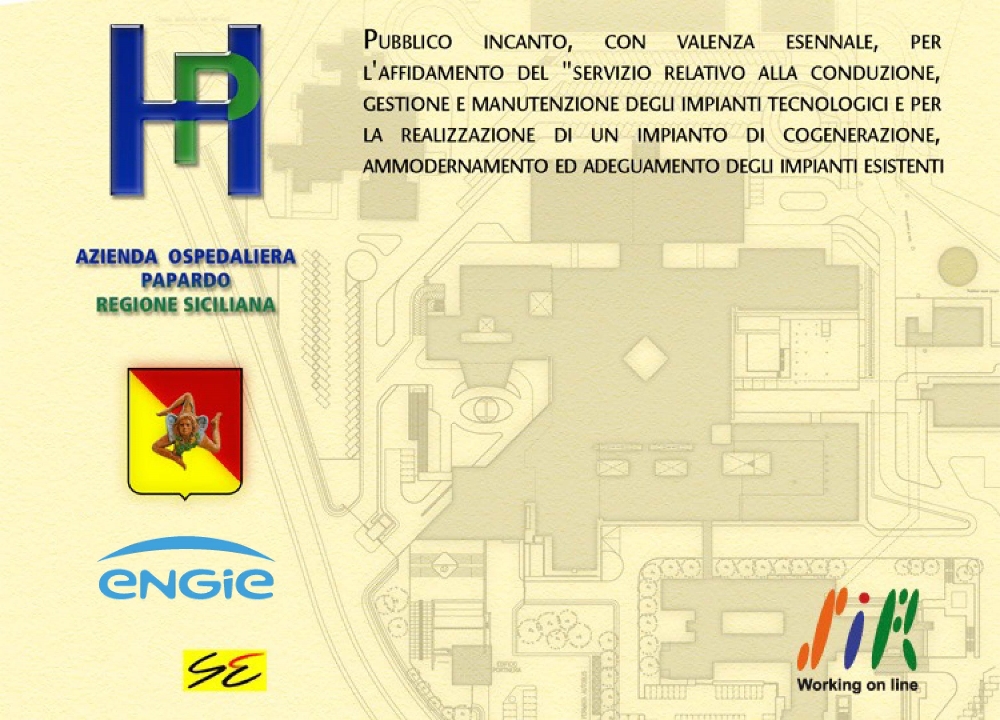 PUBBLICO INCANTO, CON VALENZA ESENNALE, PER
L'AFFIDAMENTO DEL "SERVIZIO RELATIVO ALLA CONDUZIONE,
GESTIONE E MANUTENZIONE DEGLI IMPIANTI TECNOLOGICI E PER
LA REALIZZAZIONE DI UN IMPIANTO DI COGENERAZIONE,
AMMODERNAMENTO ED ADEGUAMENTO DEGLI IMPIANTI ESISTENTI
HP
AZIENDA OSPEDALIERA
PAPARDO
REGIONE SICILIANA
ENGiE
SE
SiR
Working on line